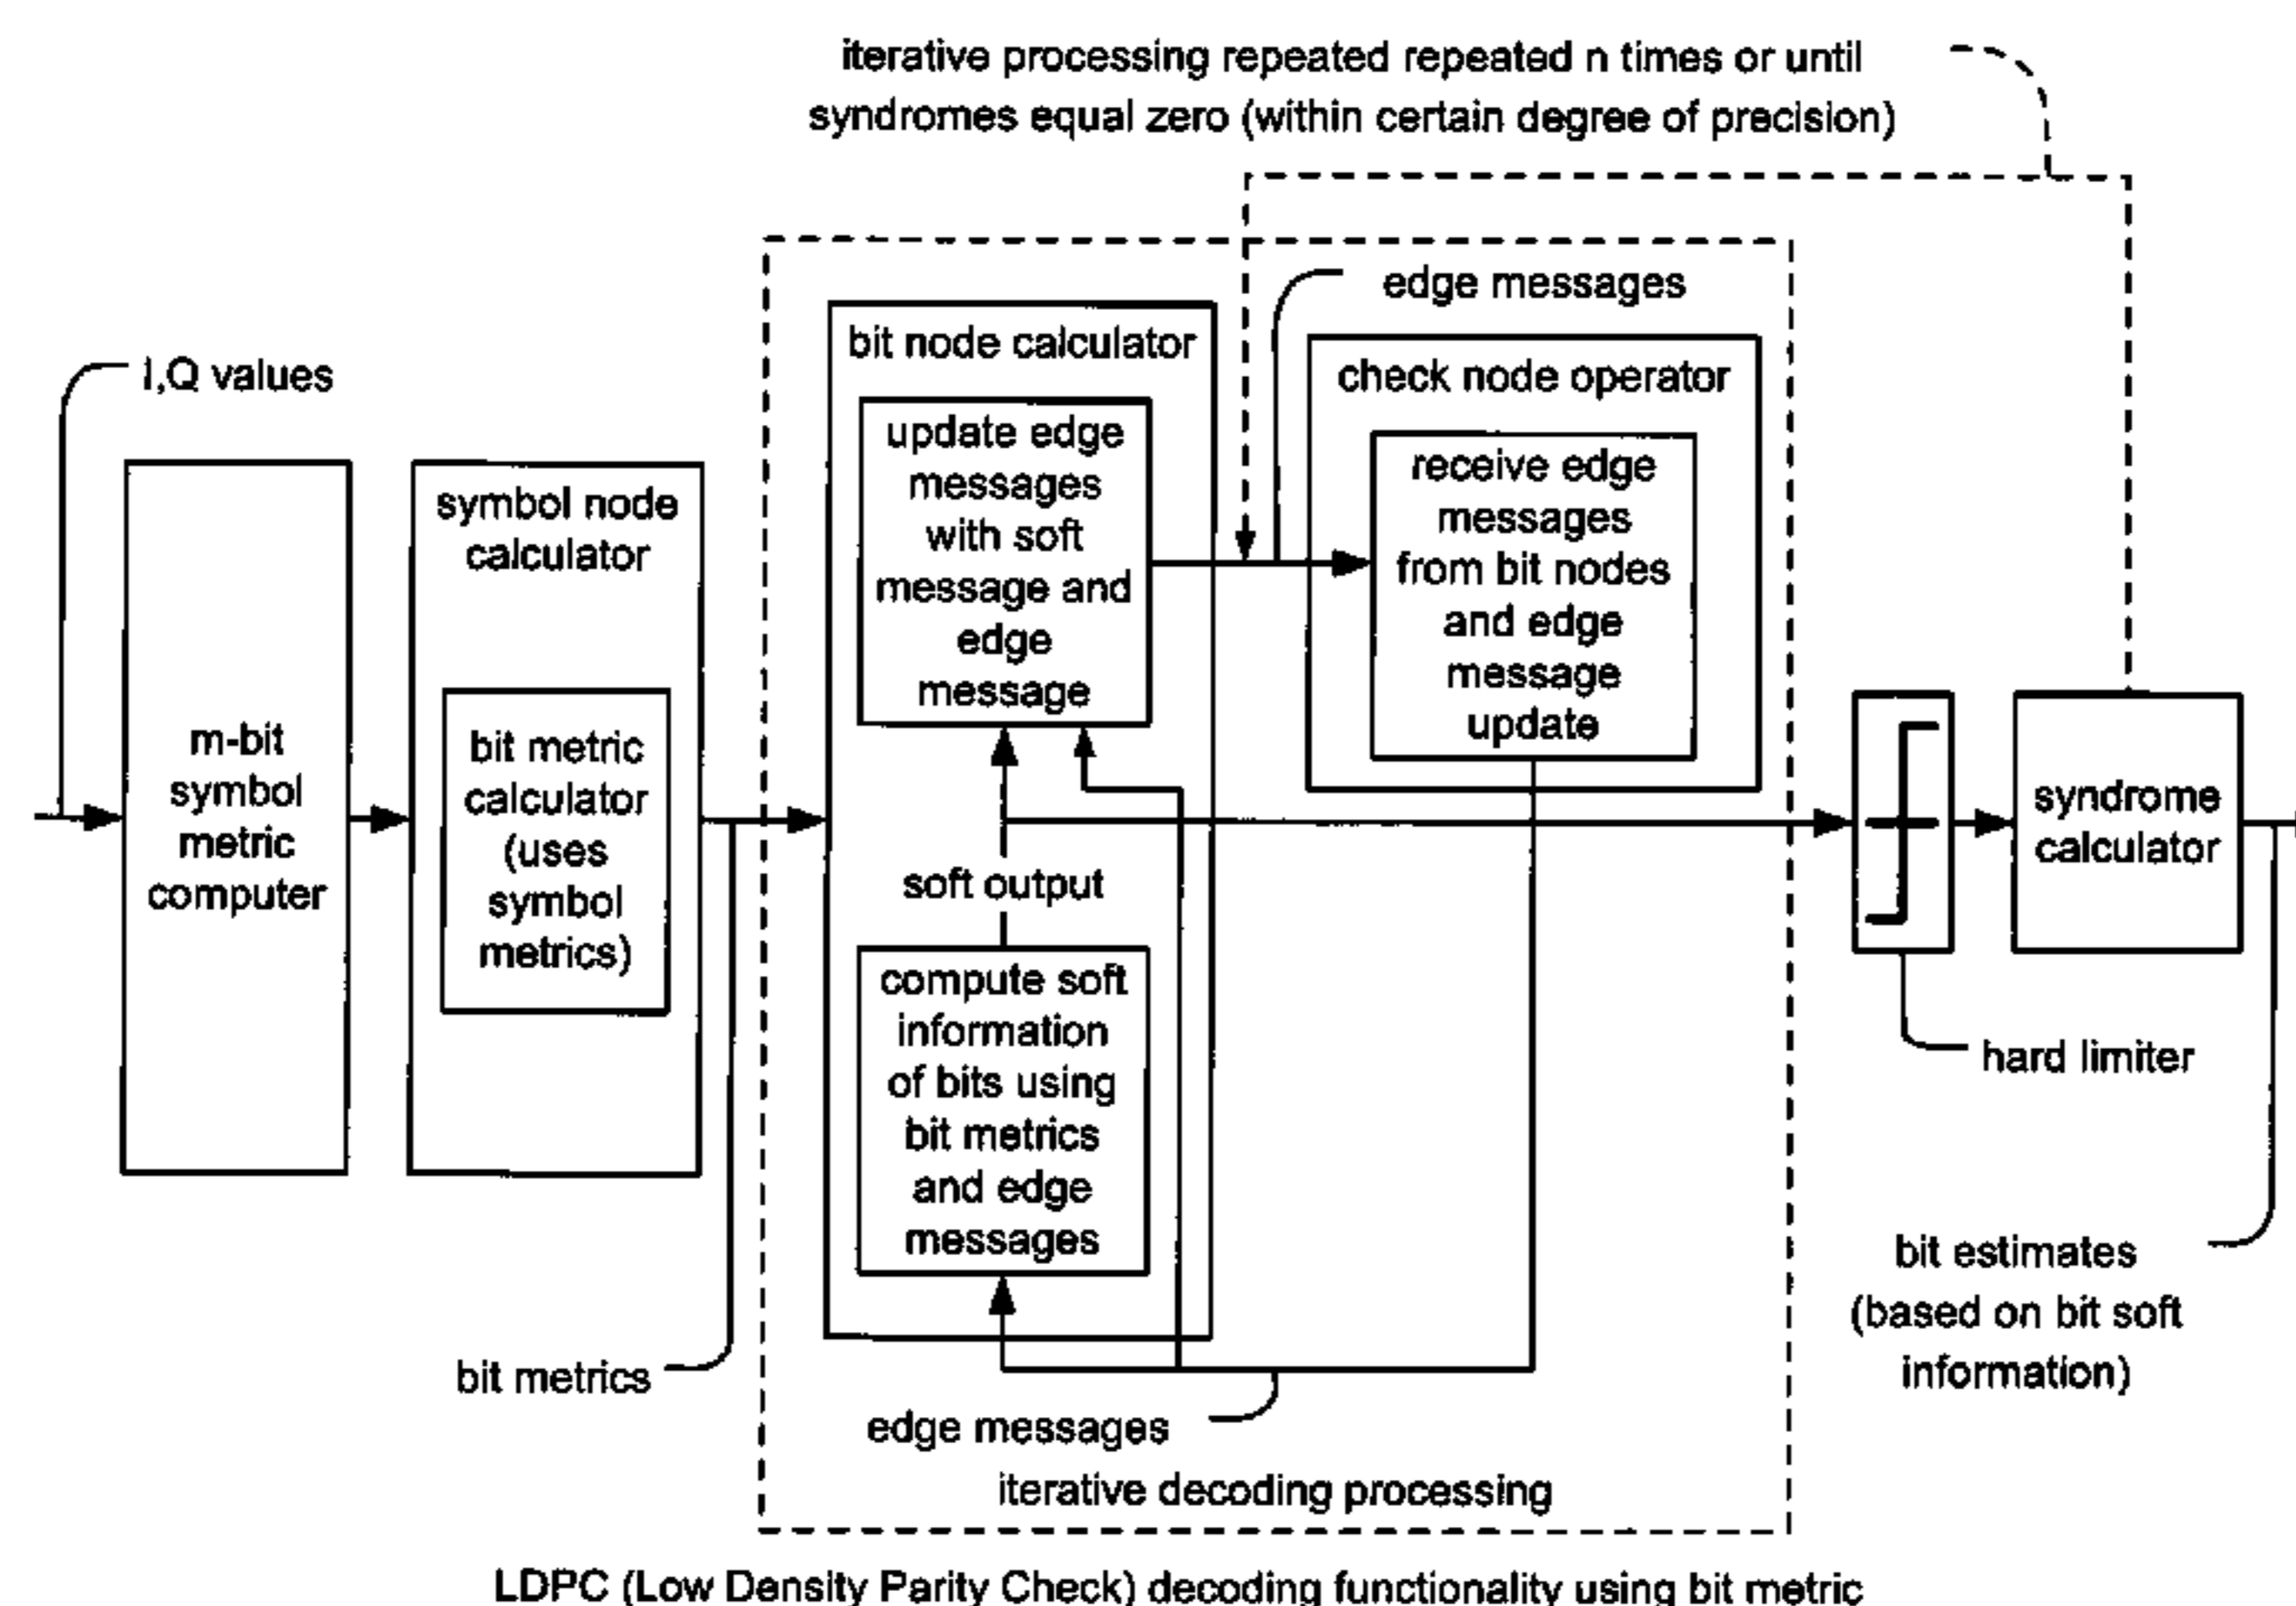 iterative processing repeated repeated n times or until
syndromes equal zero (within certain degree of precision)
I,Q values
m-bit
symbol
metric
computer
symbol node
calculator
bit metric
calculator
(uses
symbol
metrics)
bit metrics
bit node calculator
update edge
messages
with soft
message and
edge
message
soft output
compute soft
information
of bits using
bit metrics
and edge
messages
edge messages
check node operator
receive edge
messages
from bit nodes
and edge
message
update
edge messages
iterative decoding processing
hard limiter
syndrome
calculator
bit estimates
(based on bit soft
information)
LDPC (Low Density Parity Check) decoding functionality using bit metric